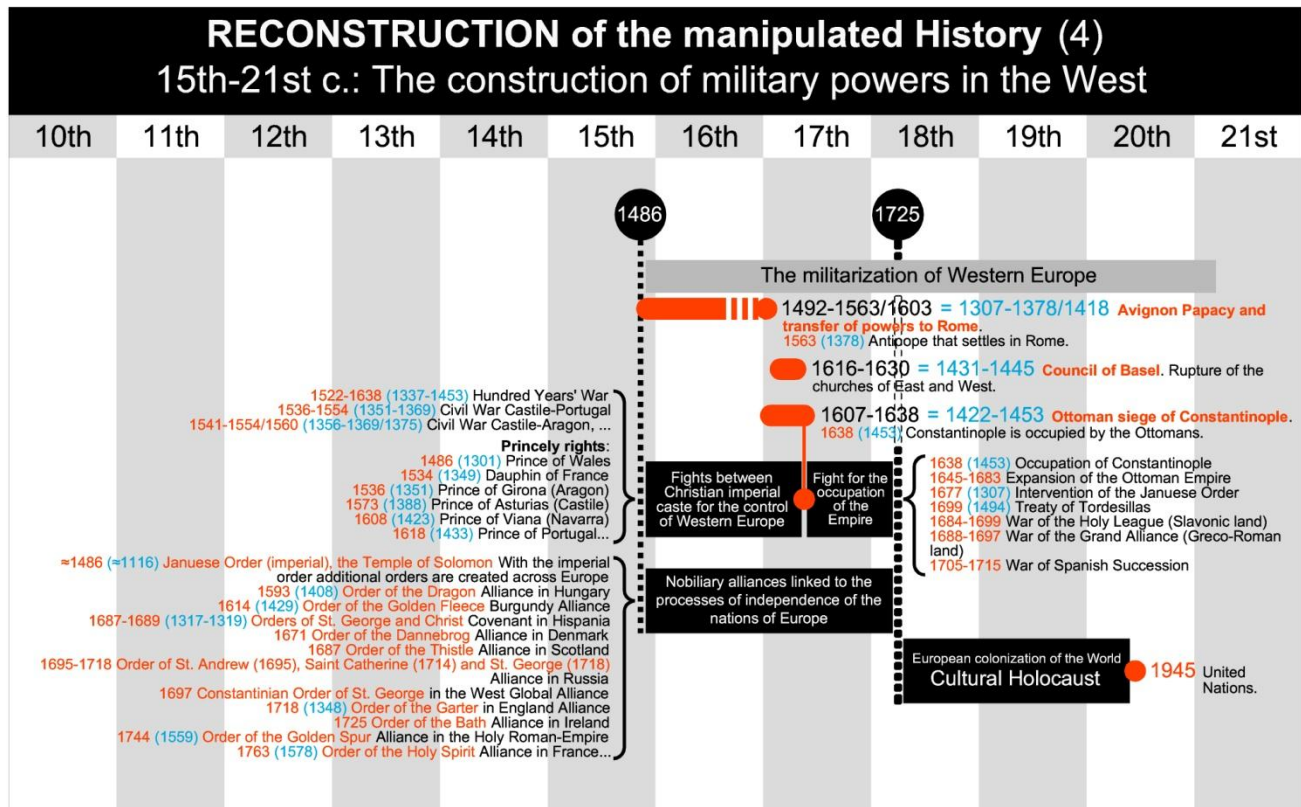 RECONSTRUCTION of the manipulated History (4)
15th-21st c.: The construction of military powers in the West
10th 11th 12th 13th 14th 15th 16th 17th 18th 19th 20th 21st
1486
1725
The militarization of Western Europe
1492-1563/1603 = 1307-1378/1418 Avignon Papacy and
transfer of powers to Rome.
1563 (1378) Antipope that settles in Rome.
1616-1630 = 1431-1445 Council of Basel. Rupture of the
churches of East and West.
1607-1638 = 1422-1453 Ottoman siege of Constantinople.
1638 (1453) Constantinople is occupied by the Ottomans.
1522-1638 (1337-1453) Hundred Years' War
1536-1554 (1351-1369) Civil War Castile-Portugal
1541-1554/1560 (1356-1369/1375) Civil War Castile-Aragon, ...
Princely rights:
1486 (1301) Prince of Wales
1534 (1349) Dauphin of France
1536 (1351) Prince of Girona (Aragon)
1573 (1388) Prince of Asturias (Castile)
1608 (1423) Prince of Viana (Navarra)
1618 (1433) Prince of Portugal...
Fights between
Christian imperial
caste for the control
of Western Europe
Fight for the
occupation
of the
Empire
1638 (1453) Occupation of Constantinople
1645-1683 Expansion of the Ottoman Empire
1677 (1307) Intervention of the Januese Order
1699 (1494) Treaty of Tordesillas
1684-1699 War of the Holy League (Slavonic land)
1688-1697 War of the Grand Alliance (Greco-Roman
land)
1705-1715 War of Spanish Succession
≈1486 (≈1116) Januese Order (imperial), the Temple of Solomon With the imperial
order additional orders are created across Europe
1593 (1408) Order of the Dragon Alliance in Hungary
1614 (1429) Order of the Golden Fleece Burgundy Alliance
1687-1689 (1317-1319) Orders of St. George and Christ Covenant in Hispania
1671 Order of the Dannebrog Alliance in Denmark
1687 Order of the Thistle Alliance in Scotland
1695-1718 Order of St. Andrew (1695), Saint Catherine (1714) and St. George (1718)
Alliance in Russia
1697 Constantinian Order of St. George in the West Global Alliance
1718 (1348) Order of the Garter in England Alliance
1725 Order of the Bath Alliance in Ireland
1744 (1559) Order of the Golden Spur Alliance in the Holy Roman-Empire
1763 (1578) Order of the Holy Spirit Alliance in France...
Nobiliary alliances linked to the
processes of independence of the
nations of Europe
European colonization of the World
Cultural Holocaust
1945 United
Nations.